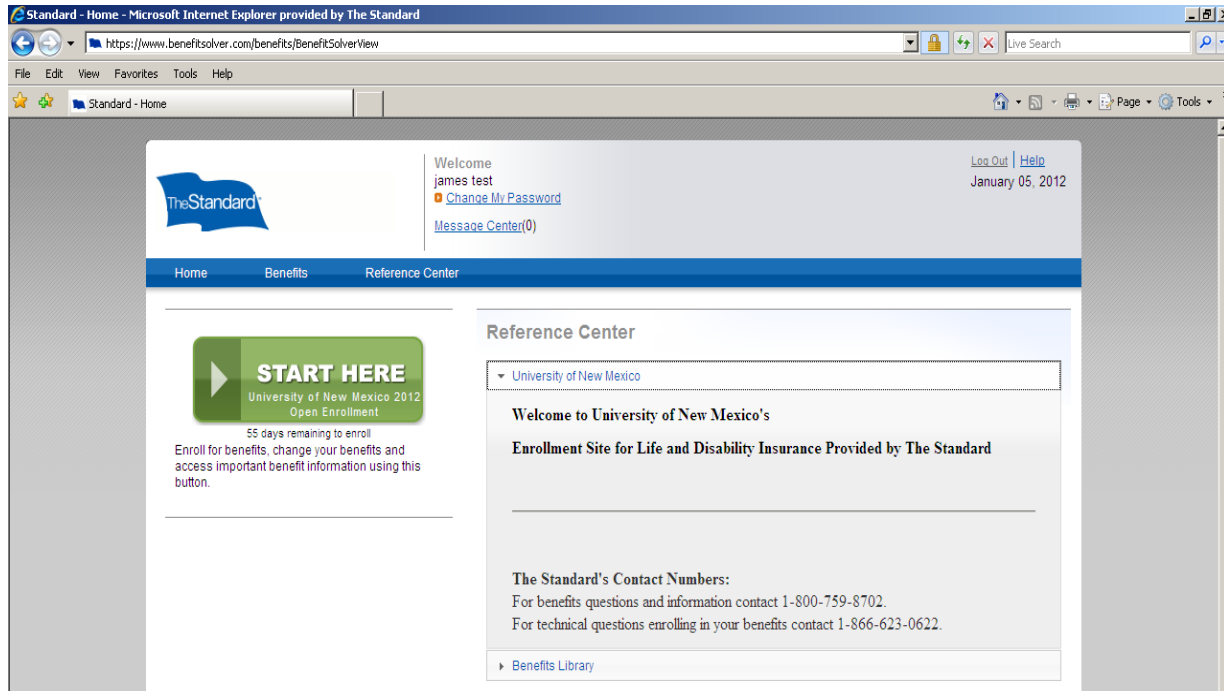 Standard - Home - Microsoft Internet Explorer provided by The Standard
https://www.benefitsolver.com/benefits/BenefitSolverView
Live Search
File Edit View Favorites Tools Help
Standard - Home
Page Tools
Welcome
Log Out | Help
james test
January 05, 2012
TheStandard
Change My Password
Message Center(0)
Home Benefits Reference Center
Reference Center
START HERE
University of New Mexico 2012
Open Enrollment
55 days remaining to enroll
Enroll for benefits, change your benefits and
access important benefit information using this
button.
University of New Mexico
Welcome to University of New Mexico's
Enrollment Site for Life and Disability Insurance Provided by The Standard
The Standard's Contact Numbers:
For benefits questions and information contact 1-800-759-8702.
For technical questions enrolling in your benefits contact 1-866-623-0622.
Benefits Library